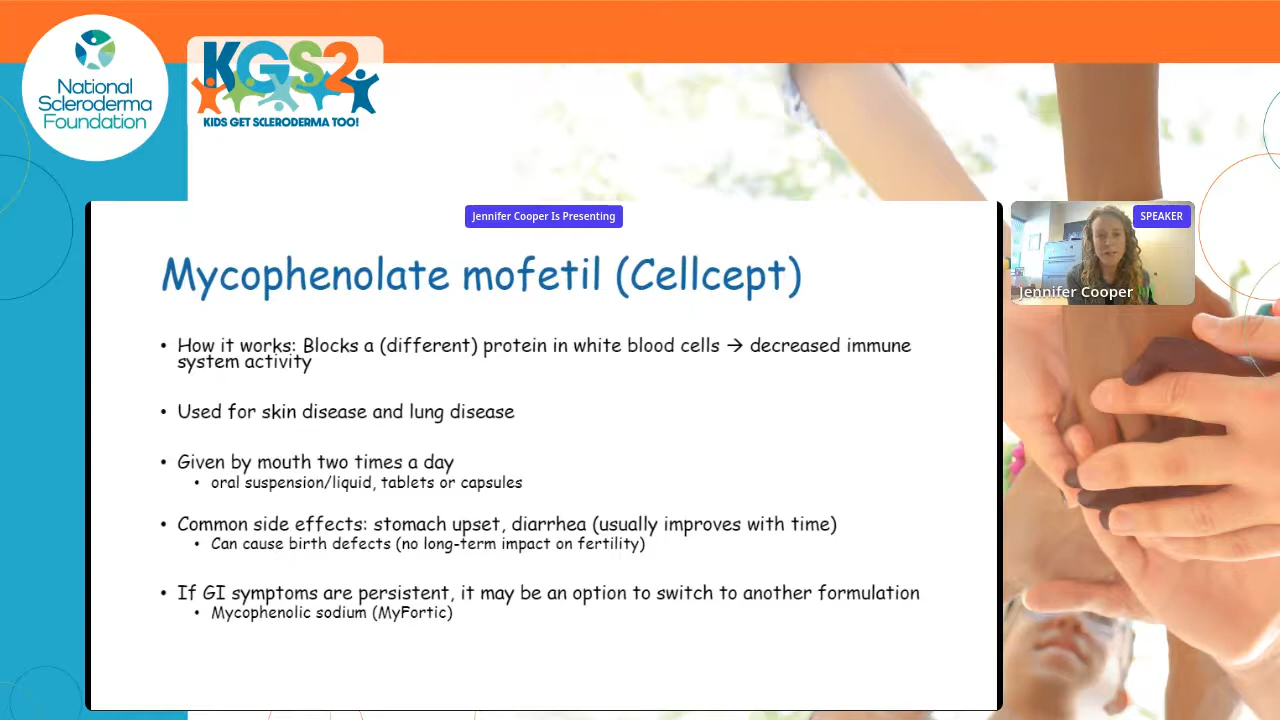 National
Scleroderma
Foundation
KGS2
KIDS GET SCLERODERMA TOO!
Jennifer Cooper Is Presenting
SPEAKER
Jennifer Cooper
Mycophenolate mofetil (Cellcept)
• How it works: Blocks a (different) protein in white blood cells → decreased immune
system activity
• Used for skin disease and lung disease
• Given by mouth two times a day
• oral suspension/liquid, tablets or capsules
• Common side effects: stomach upset, diarrhea (usually improves with time)
• Can cause birth defects (no long-term impact on fertility)
• If GI symptoms are persistent, it may be an option to switch to another formulation
• Mycophenolic sodium (MyFortic)